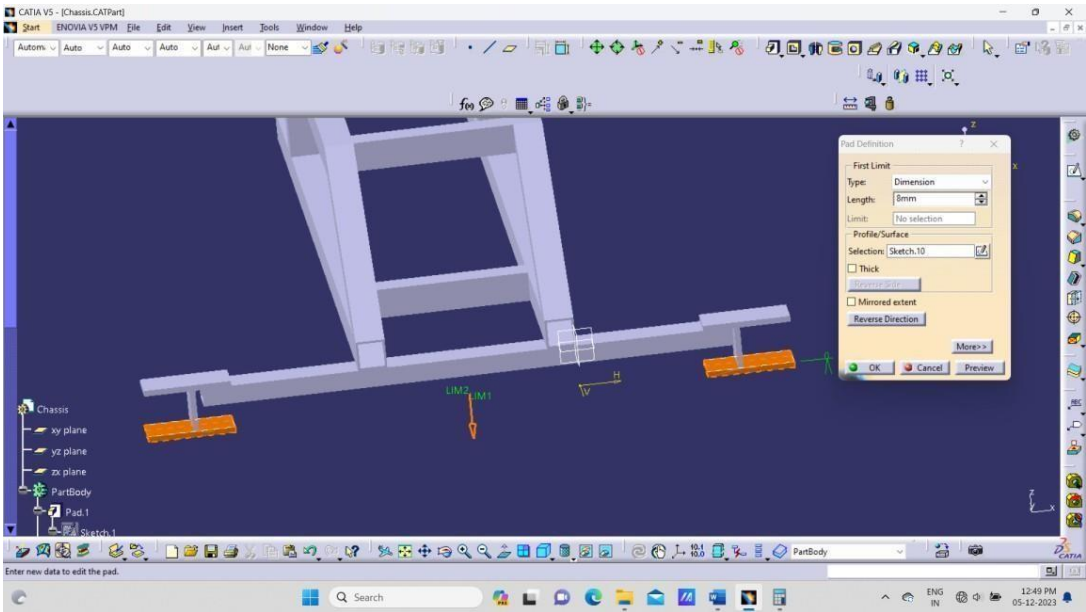 CATIA V5 - [Chassis.CATPart]
Start ENOVIA V5 VPM File Edit View Insert Tools Window Help
Auto Auto Auto Aut Aut None
f(x)
z
x
Pad Definition ? ×
First Limit
Type: Dimension
Length: 8mm
Limit: No selection
Profile/Surface
Selection: Sketch.10
Thick
Reverse Side
Mirrored extent
Reverse Direction
More>>
OK Cancel Preview
H
V
LIM2 LIM1
Chassis
xy plane
yz plane
zx plane
PartBody
Pad.1
Sketch.1
z
x
PartBody
CATIA
Enter new data to edit the pad.
Search
ENG
IN
12:49 PM
05-12-2023